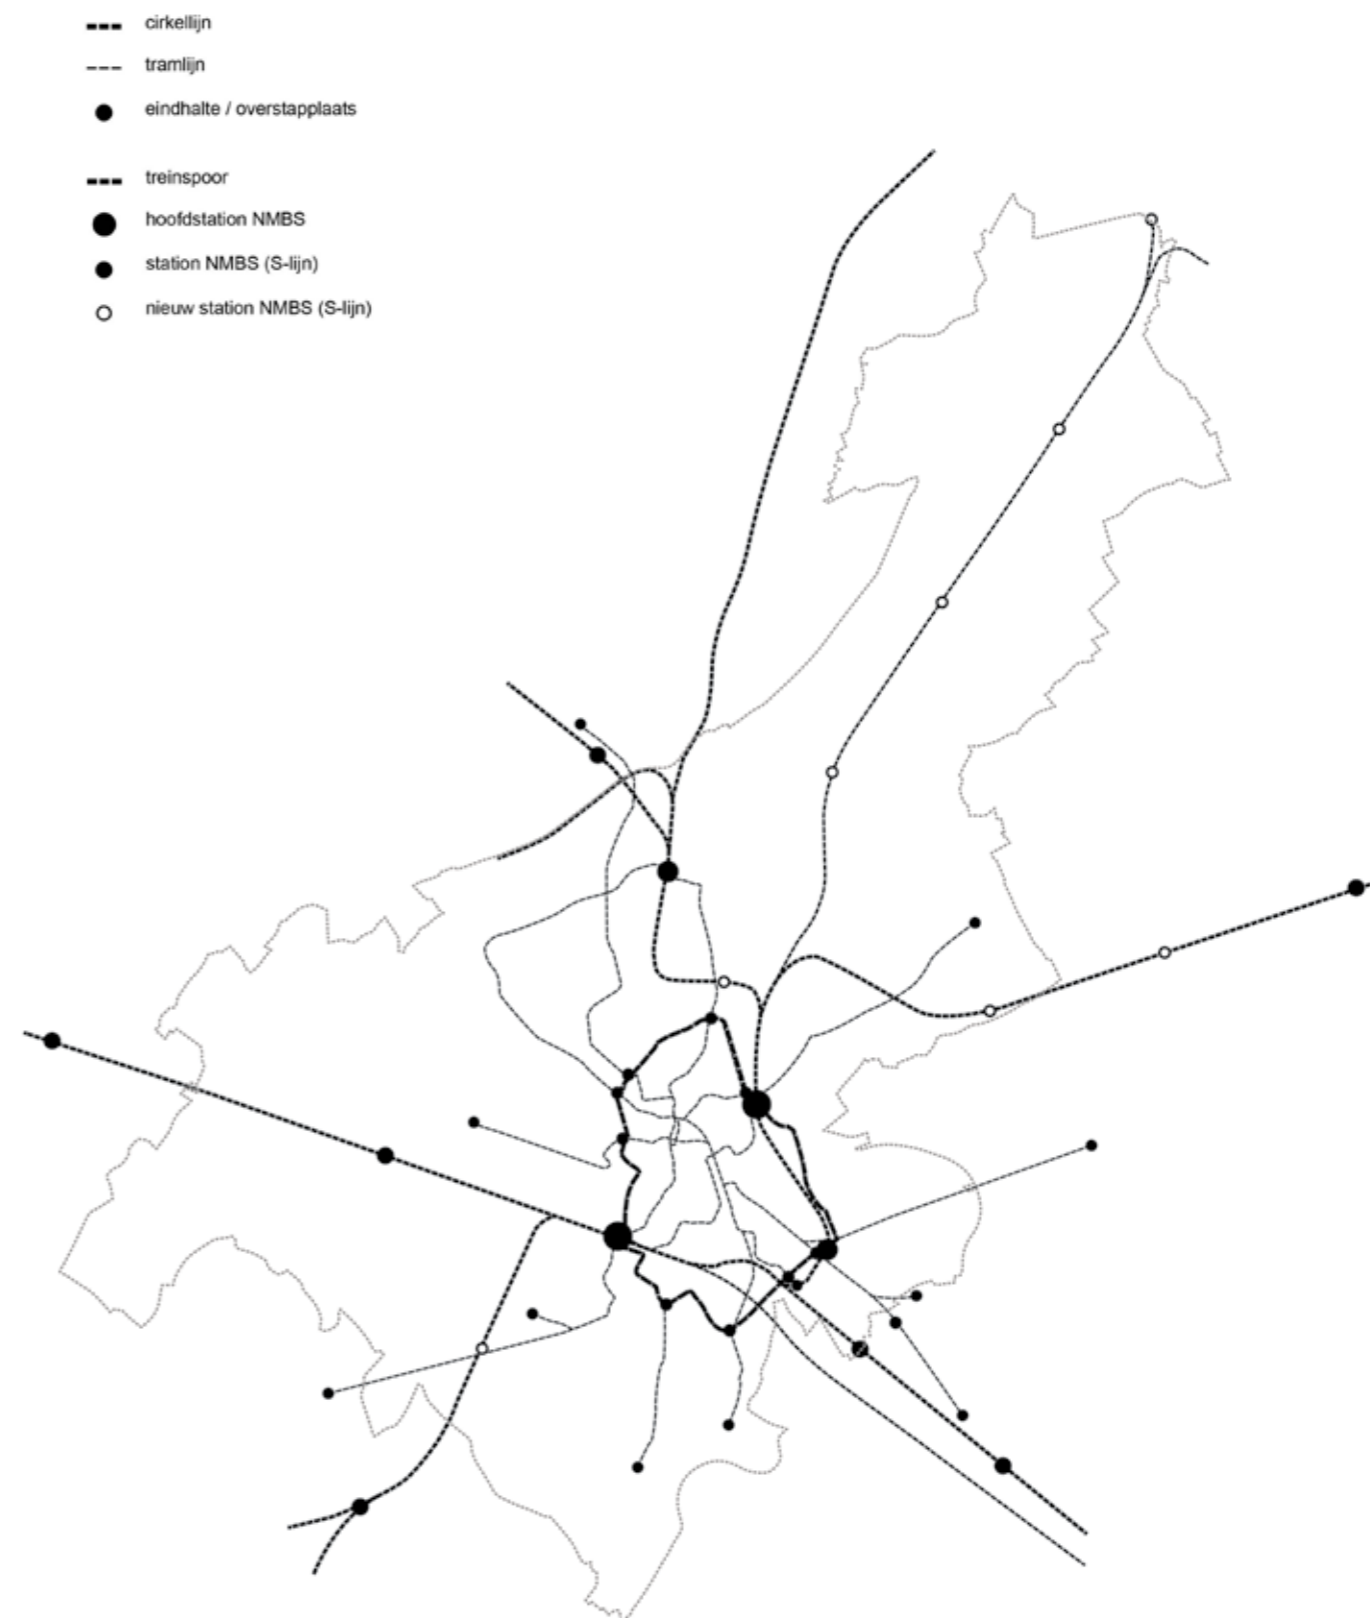 cirkellijn
tramlijn
eindhalte / overstapplaats
treinspoor
hoofdstation NMBS
station NMBS (S-lijn)
nieuw station NMBS (S-lijn)